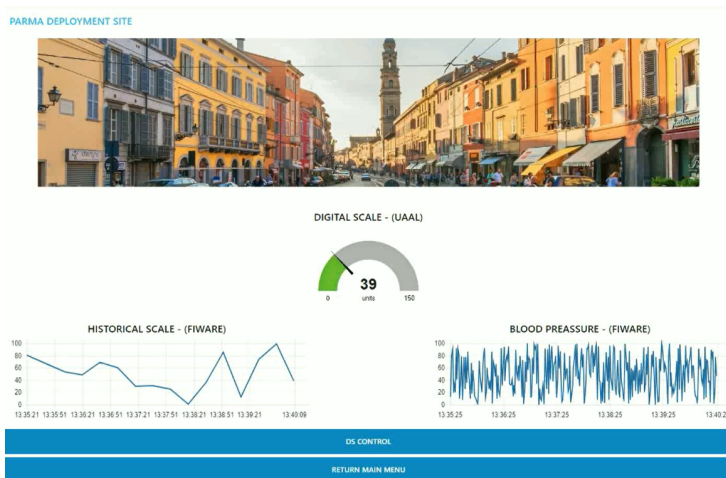 PARMA DEPLOYMENT SITE
DIGITAL SCALE - (UAAL)
39
0 units 150
HISTORICAL SCALE - (FIWARE)
100
80
60
40
20
0
13:35:21 13:35:51 13:36:21 13:36:51 13:37:21 13:37:51 13:38:21 13:38:51 13:39:21 13:40:09
BLOOD PREASSURE - (FIWARE)
100
80
60
40
20
0
13:35:25 13:36:25 13:37:25 13:38:25 13:39:25 13:40:2
DS CONTROL
RETURN MAIN MENU